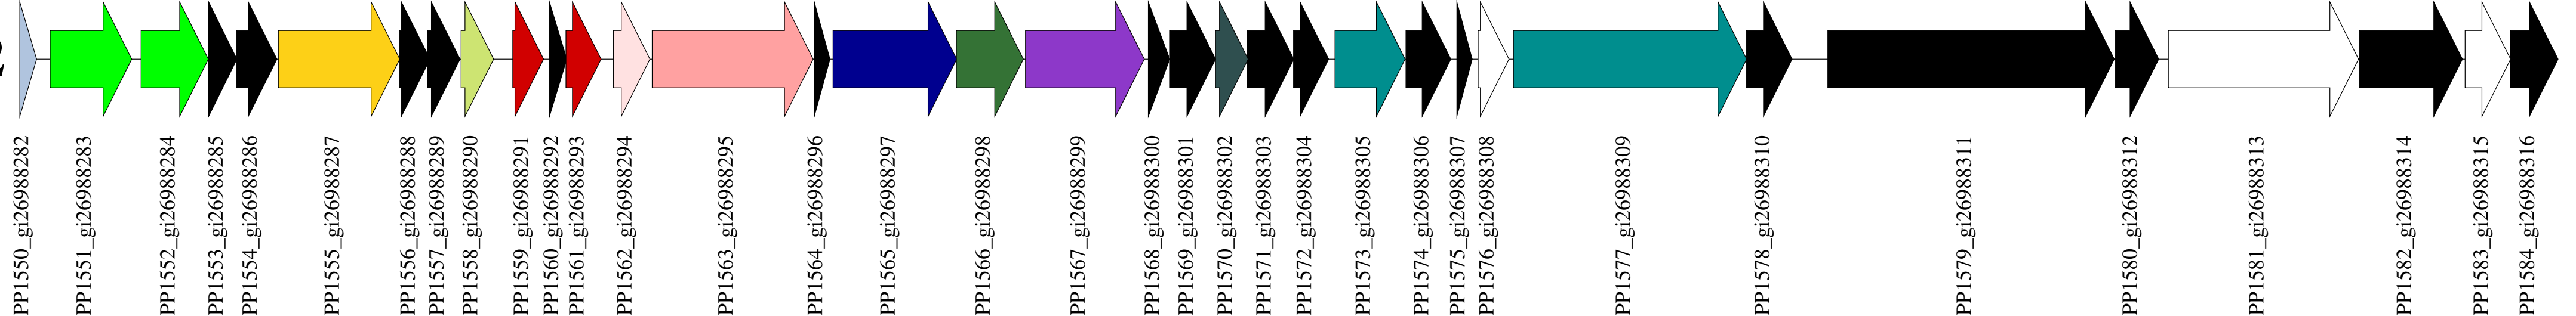 PP1550_gi26988282
PP1551_gi26988283
PP1552_gi26988284
PP1553_gi26988285
PP1554_gi26988286
PP1555_gi26988287
PP1556_gi26988288
PP1557_gi26988289
PP1558_gi26988290
PP1559_gi26988291
PP1560_gi26988292
PP1561_gi26988293
PP1562_gi26988294
PP1563_gi26988295
PP1564_gi26988296
PP1565_gi26988297
PP1566_gi26988298
PP1567_gi26988299
PP1568_gi26988300
PP1569_gi26988301
PP1570_gi26988302
PP1571_gi26988303
PP1572_gi26988304
PP1573_gi26988305
PP1574_gi26988306
PP1575_gi26988307
PP1576_gi26988308
PP1577_gi26988309
PP1578_gi26988310
PP1579_gi26988311
PP1580_gi26988312
PP1581_gi26988313
PP1582_gi26988314
PP1583_gi26988315
PP1584_gi26988316